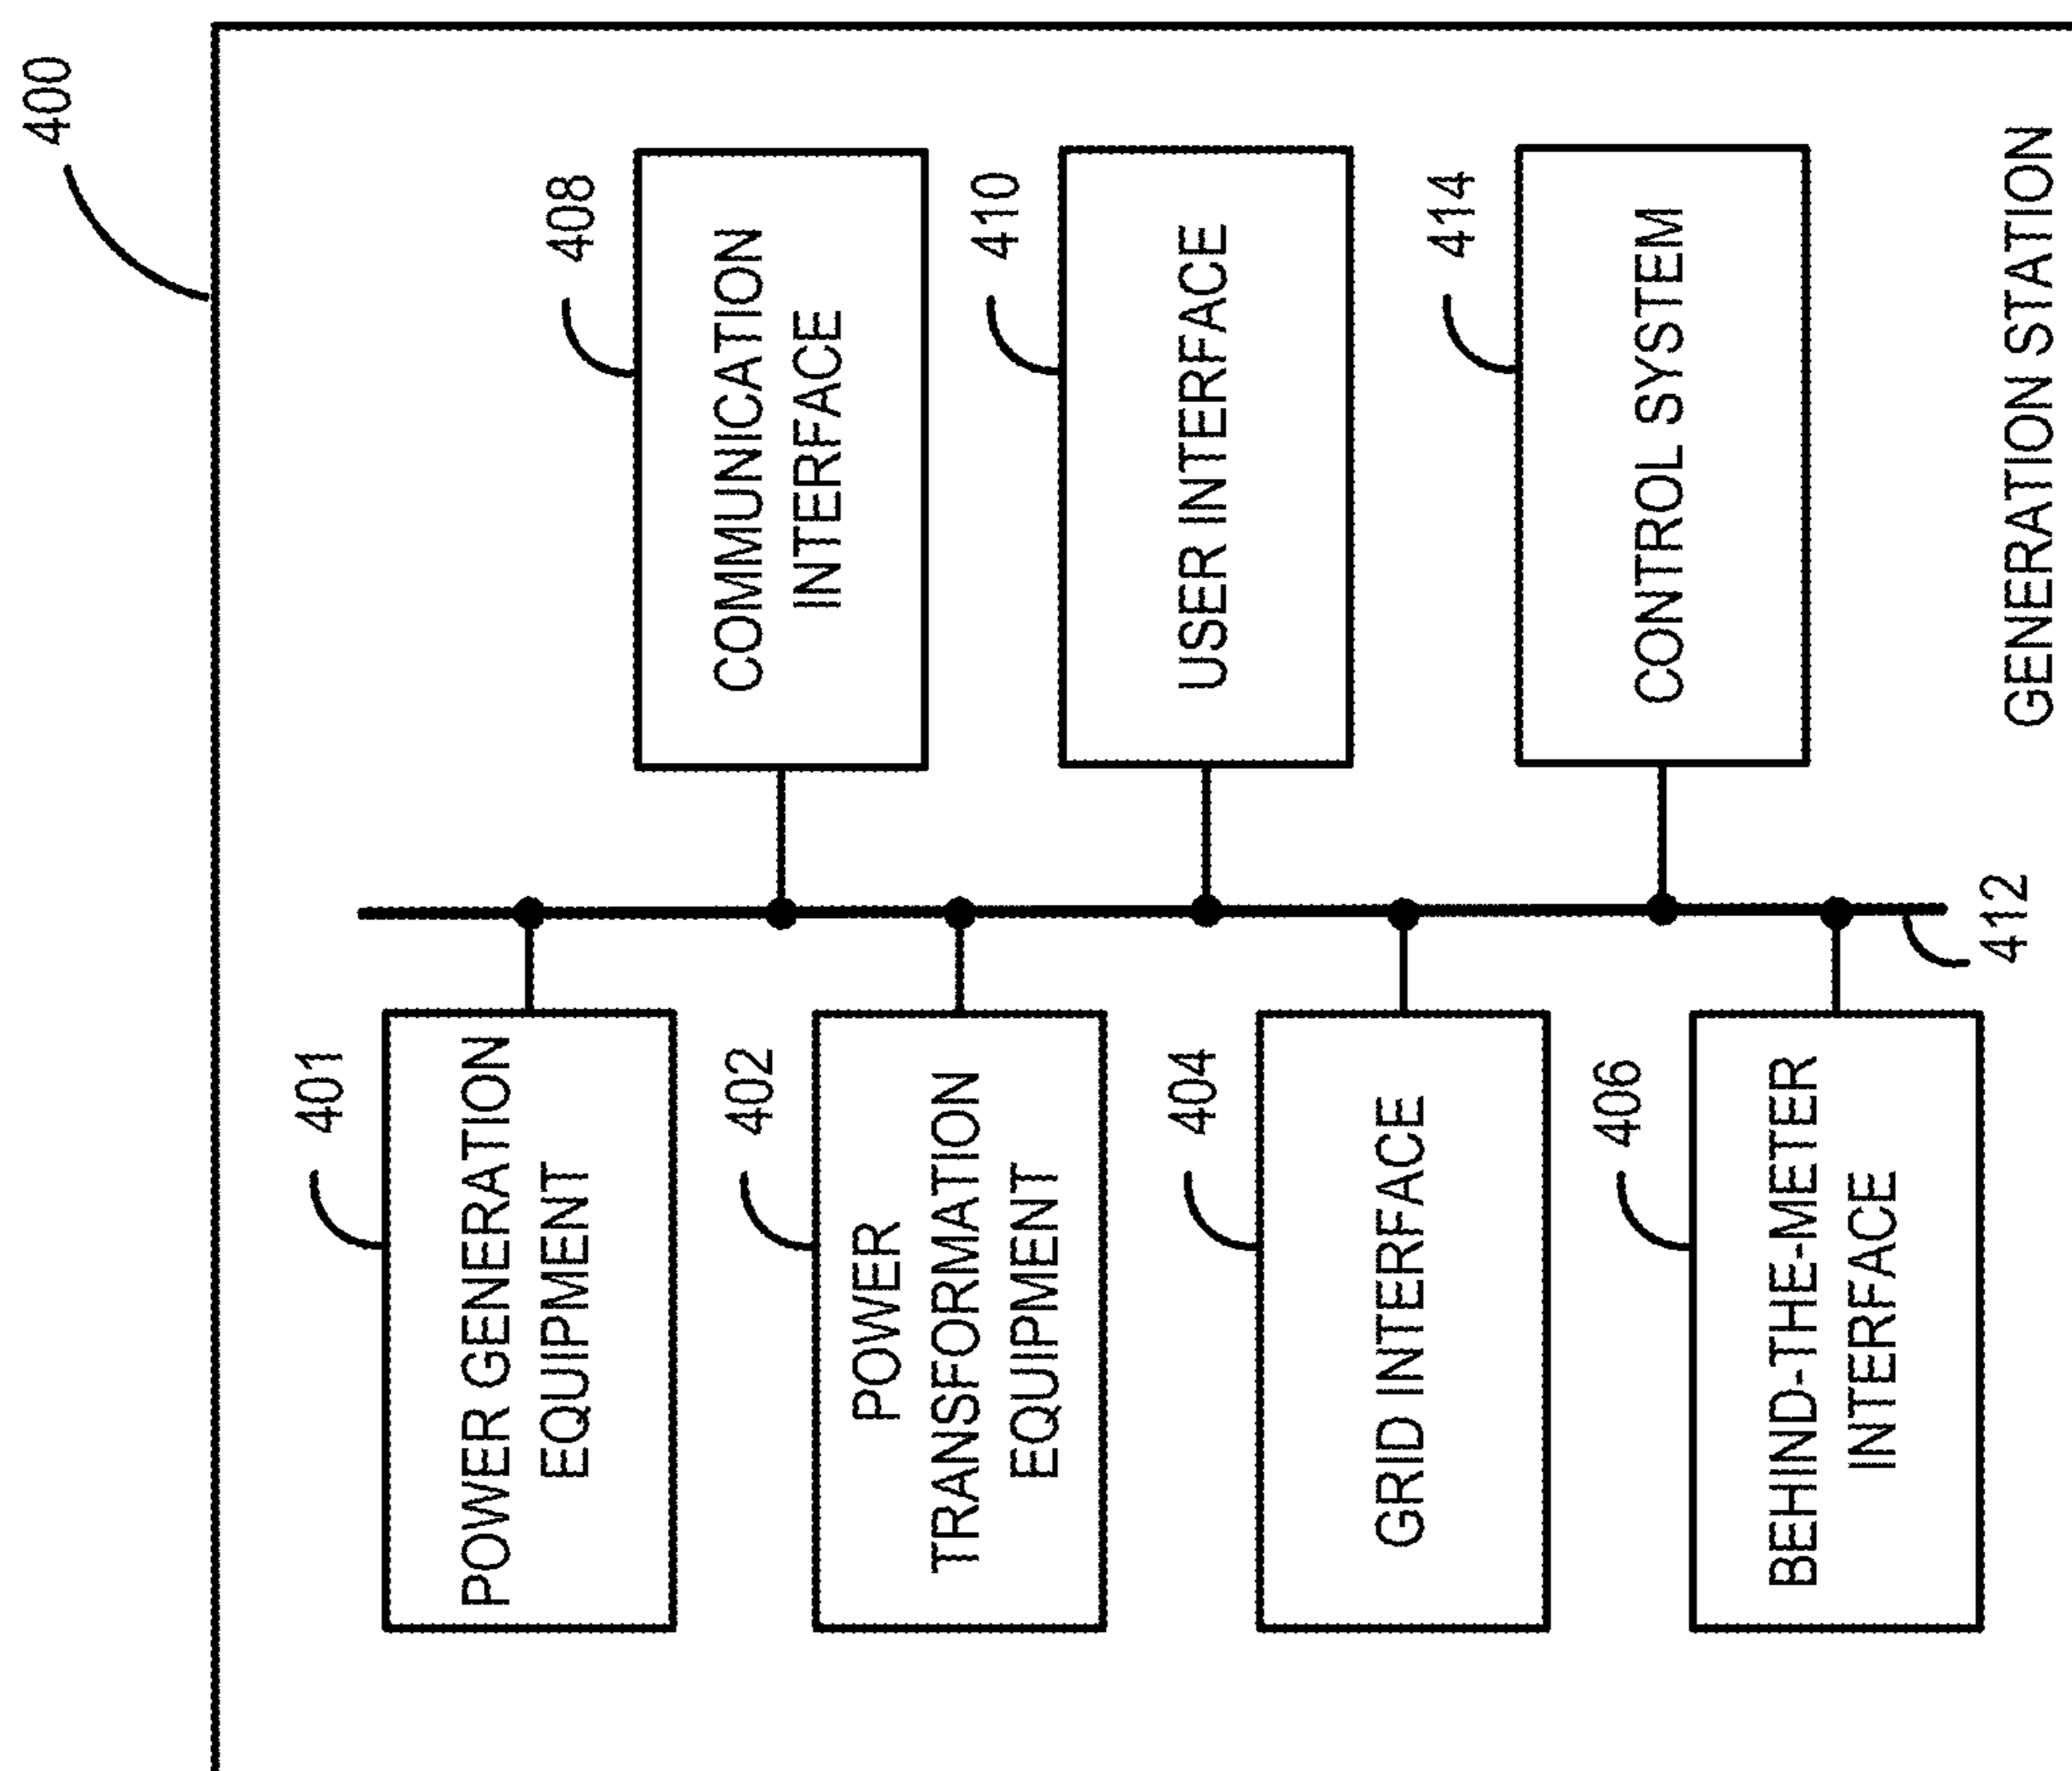 400
401
POWER GENERATION
EQUIPMENT
408
COMMUNICATION
INTERFACE
402
POWER
TRANSFORMATION
EQUIPMENT
410
USER INTERFACE
404
GRID INTERFACE
414
CONTROL SYSTEM
406
BEHIND-THE-METER
INTERFACE
412
GENERATION STATION